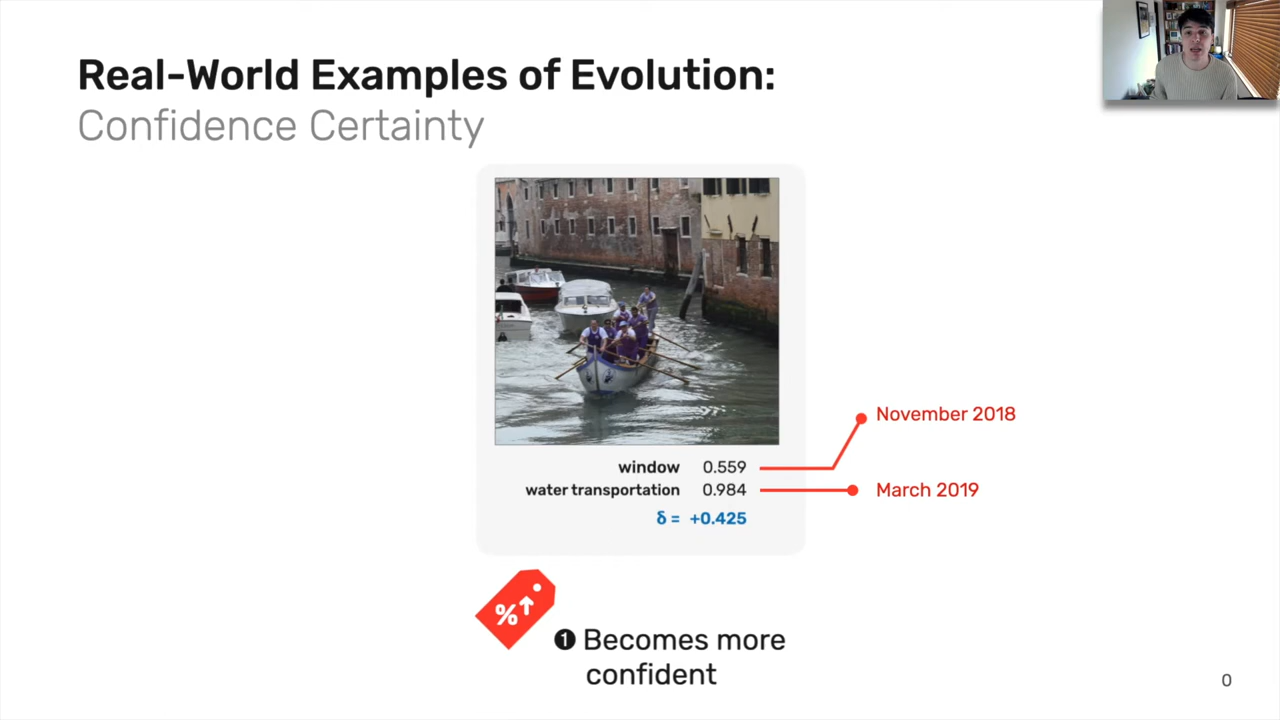 Real-World Examples of Evolution:
Confidence Certainty
November 2018
window 0.559
water transportation 0.984
March 2019
δ = +0.425
%
❶ Becomes more
confident
0